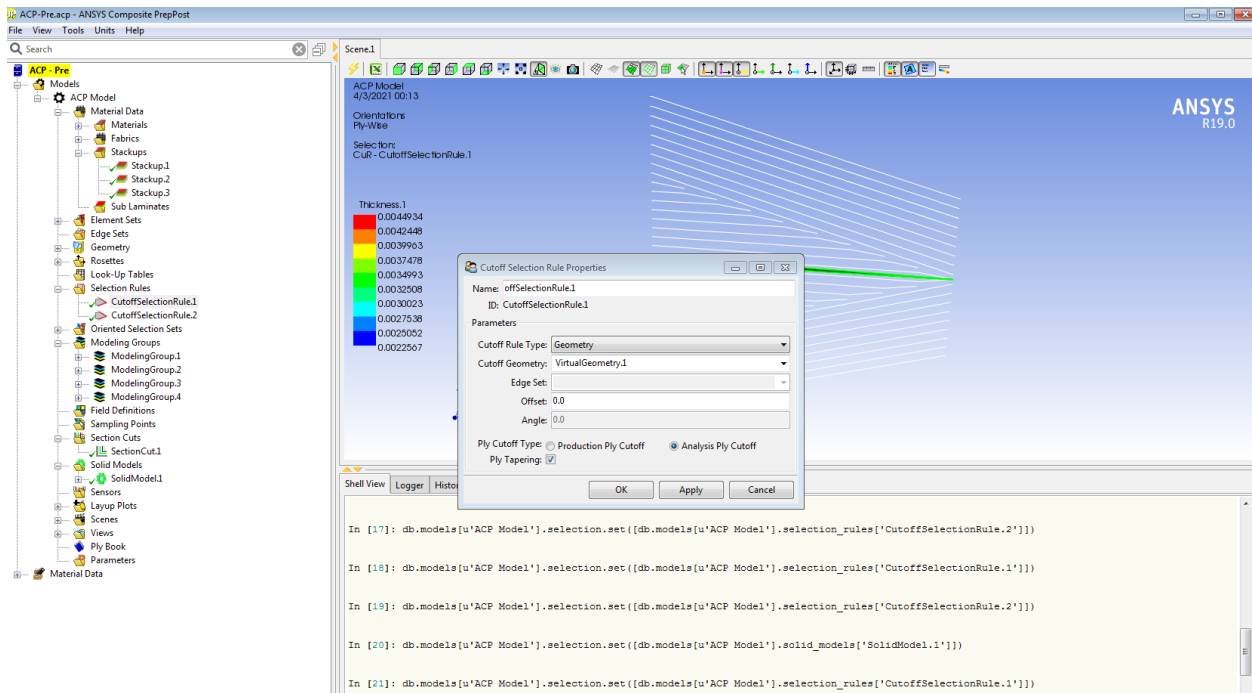 ACP-Pre.acp - ANSYS Composite PrepPost
File View Tools Units Help
Search
Scene.1
ACP - Pre
Models
ACP Model
Material Data
Materials
Fabrics
Stackups
Stackup.1
Stackup.2
Stackup.3
Sub Laminates
Element Sets
Edge Sets
Geometry
Rosettes
Look-Up Tables
Selection Rules
CutoffSelectionRule.1
CutoffSelectionRule.2
Oriented Selection Sets
Modeling Groups
ModelingGroup.1
ModelingGroup.2
ModelingGroup.3
ModelingGroup.4
Field Definitions
Sampling Points
Section Cuts
SectionCut.1
Solid Models
SolidModel.1
Sensors
Layup Plots
Scenes
Views
Ply Book
Parameters
Material Data
ACP Model
4/3/2021 00:13
Orientations
Ply-Wise
Selection:
CuR - CutoffSelectionRule.1
ANSYS
R19.0
Thickness.1
0.0044934
0.0042448
0.0039963
0.0037478
0.0034993
0.0032508
0.0030023
0.0027538
0.0025052
0.0022567
Cutoff Selection Rule Properties
Name: offSelectionRule.1
ID: CutoffSelectionRule.1
Parameters
Cutoff Rule Type: Geometry
Cutoff Geometry: VirtualGeometry.1
Edge Set:
Offset: 0.0
Angle: 0.0
Ply Cutoff Type: Production Ply Cutoff Analysis Ply Cutoff
Ply Tapering:
OK Apply Cancel
Shell View Logger Histo
In [17]: db.models[u'ACP Model'].selection.set([db.models[u'ACP Model'].selection_rules['CutoffSelectionRule.2']])
In [18]: db.models[u'ACP Model'].selection.set([db.models[u'ACP Model'].selection_rules['CutoffSelectionRule.1']])
In [19]: db.models[u'ACP Model'].selection.set([db.models[u'ACP Model'].selection_rules['CutoffSelectionRule.2']])
In [20]: db.models[u'ACP Model'].selection.set([db.models[u'ACP Model'].solid_models['SolidModel.1']])
In [21]: db.models[u'ACP Model'].selection.set([db.models[u'ACP Model'].selection_rules['CutoffSelectionRule.1']])